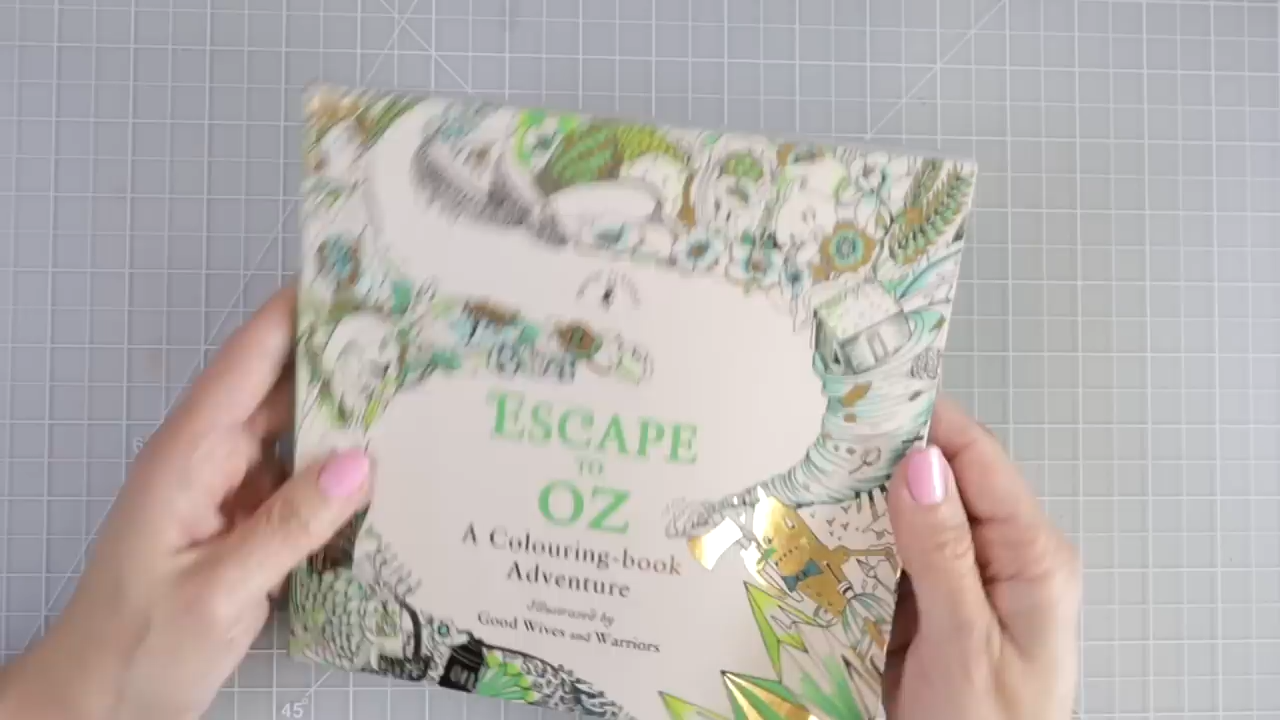 ESCAPE
TO
OZ
A Colouring-book
Adventure
Illustrated by
Good Wives and Warriors
45°